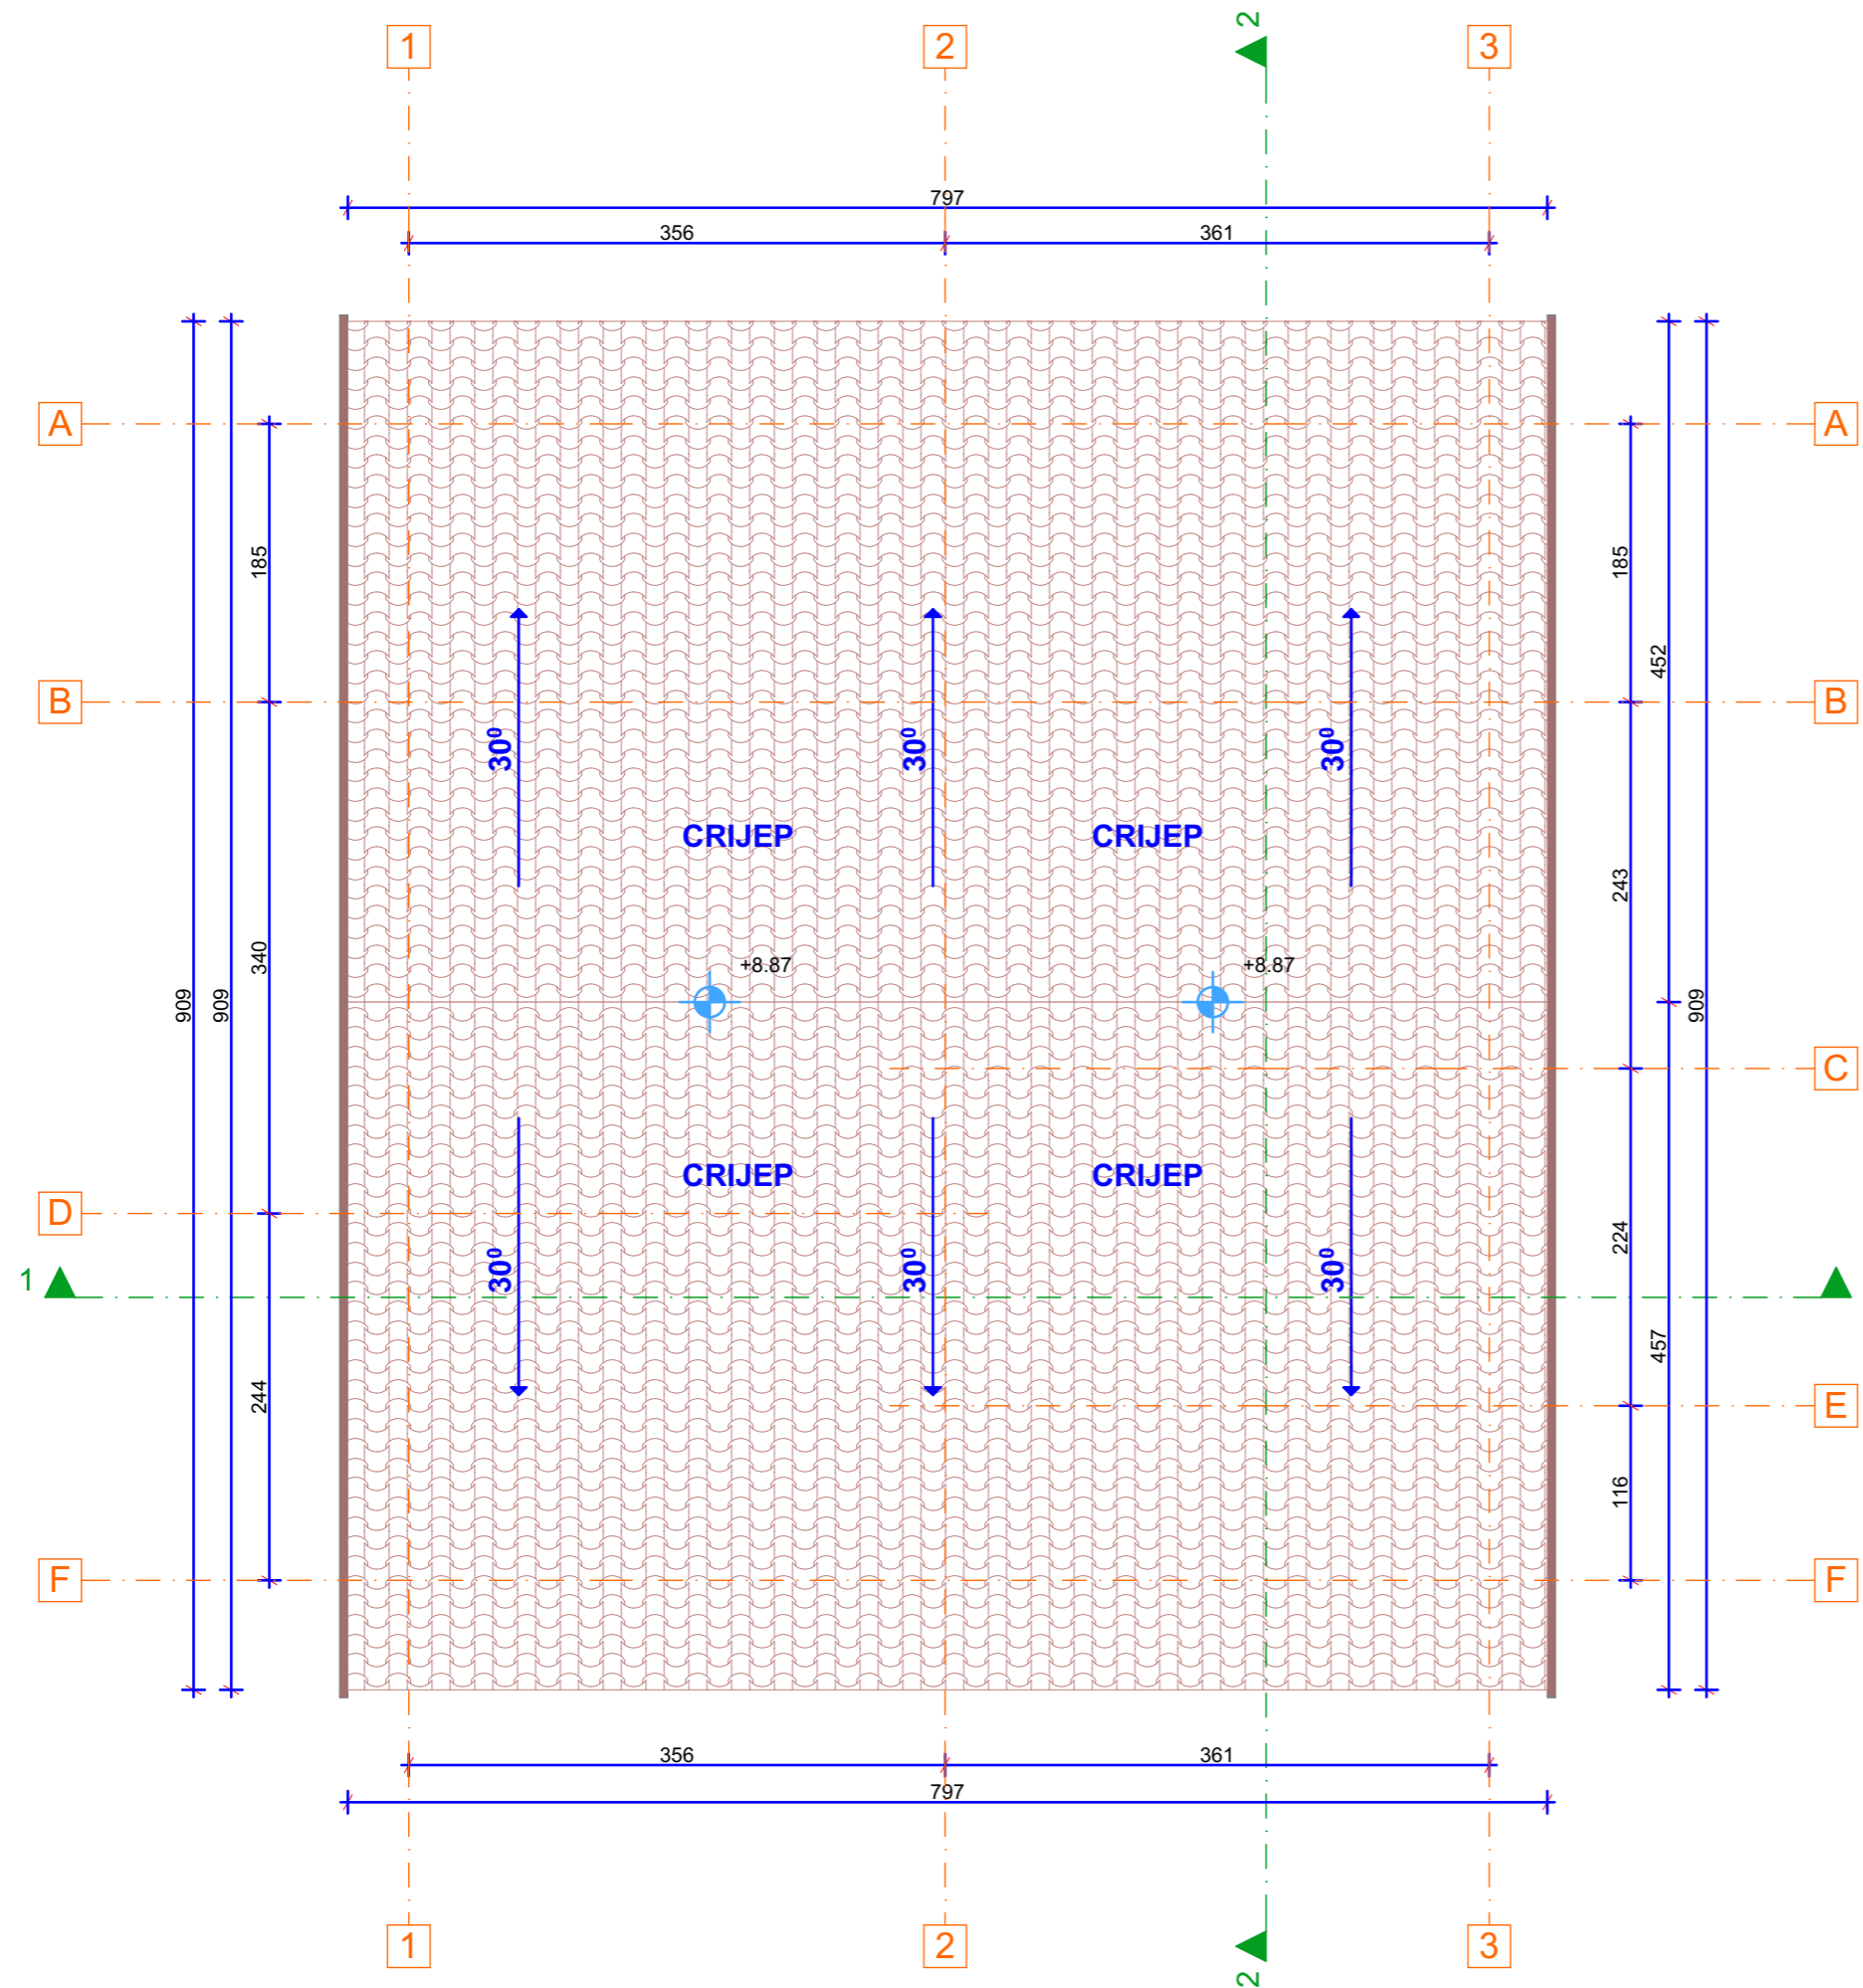 1 2 2 3
797
356 361
A A
185 185
452
B B
30⁰ 30⁰ 30⁰
CRIJEP CRIJEP
243
340
+8.87 +8.87
909 909 909
C
CRIJEP CRIJEP
D
224
30⁰ 30⁰ 30⁰
1
457
244
E
116
F F
356 361
797
1 2 2 3